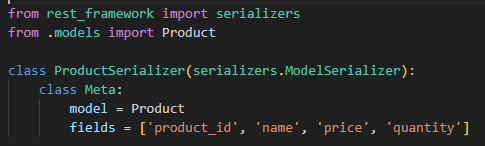 from rest_framework import serializers
from .models import Product

class ProductSerializer(serializers.ModelSerializer):
    class Meta:
        model = Product
        fields = ['product_id', 'name', 'price', 'quantity']